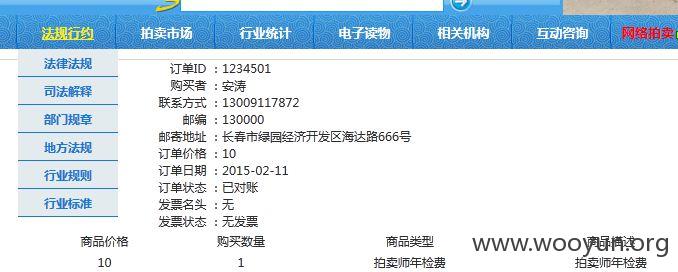 法规行约 拍卖市场 行业统计 电子读物 相关机构 互动咨询 网络拍卖
法律法规
司法解释
部门规章
地方法规
行业规则
行业标准
订单ID ：1234501
购买者 ：安涛
联系方式 ：13009117872
邮编 ：130000
邮寄地址 ：长春市绿园经济开发区海达路666号
订单价格 ：10
订单日期 ：2015-02-11
订单状态 ：已对账
发票名头 ：无
发票状态 ：无发票
商品价格 购买数量 商品类型 商品描述
10 1 拍卖师年检费 拍卖师年检费
www.wooyun.org